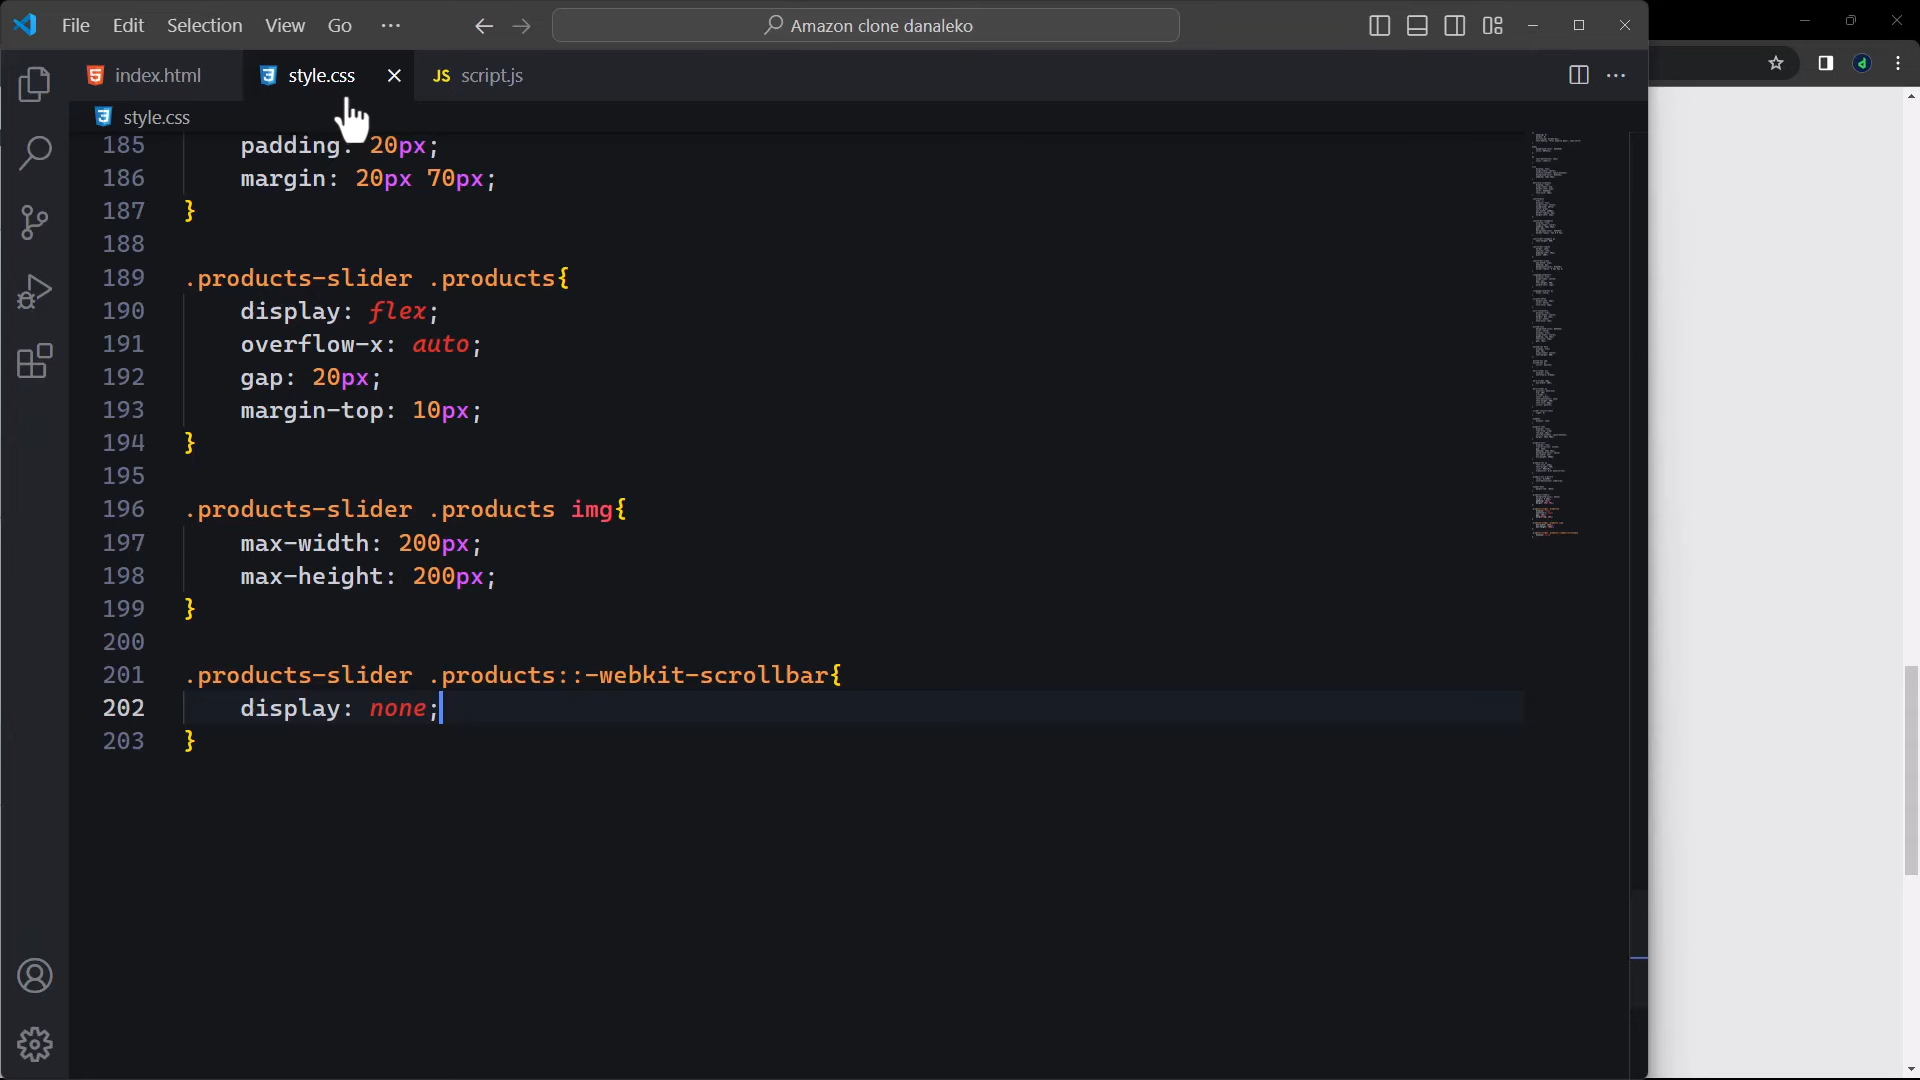 File Edit Selection View Go ··· Amazon clone danaleko
index.html style.css JS script.js
style.css
185 padding: 20px;
186 margin: 20px 70px;
187 }
188
189 .products-slider .products{
190 display: flex;
191 overflow-x: auto;
192 gap: 20px;
193 margin-top: 10px;
194 }
195
196 .products-slider .products img{
197 max-width: 200px;
198 max-height: 200px;
199 }
200
201 .products-slider .products::-webkit-scrollbar{
202 display: none;
203 }